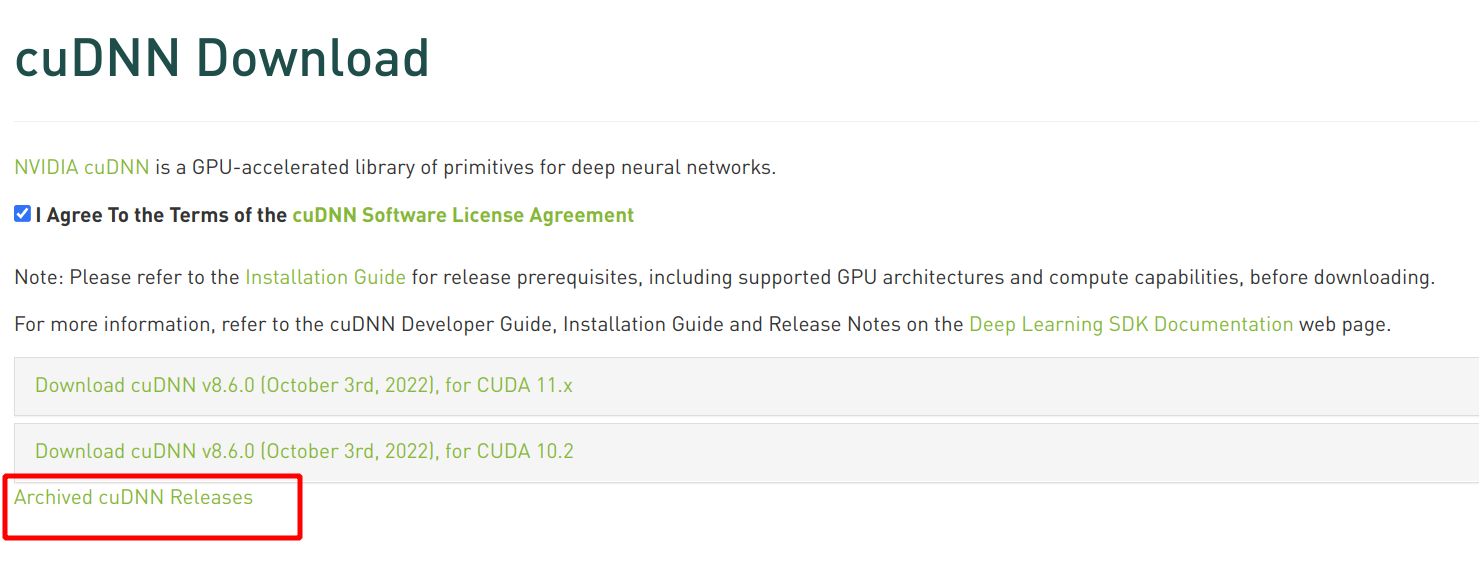 cuDNN Download
NVIDIA cuDNN is a GPU-accelerated library of primitives for deep neural networks.
I Agree To the Terms of the cuDNN Software License Agreement
Note: Please refer to the Installation Guide for release prerequisites, including supported GPU architectures and compute capabilities, before downloading.
For more information, refer to the cuDNN Developer Guide, Installation Guide and Release Notes on the Deep Learning SDK Documentation web page.
Download cuDNN v8.6.0 (October 3rd, 2022), for CUDA 11.x
Download cuDNN v8.6.0 (October 3rd, 2022), for CUDA 10.2
Archived cuDNN Releases